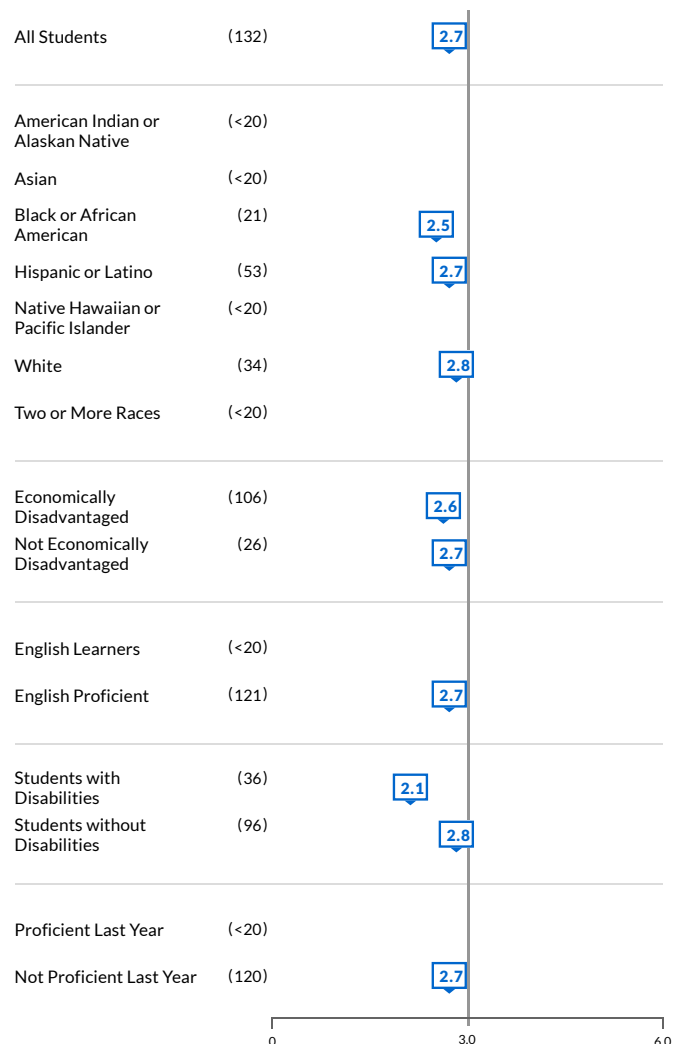 All Students (132) 2.7
American Indian or (<20)
Alaskan Native
Asian (<20)
Black or African (21) 2.5
American
Hispanic or Latino (53) 2.7
Native Hawaiian or (<20)
Pacific Islander
White (34) 2.8
Two or More Races (<20)
Economically (106) 2.6
Disadvantaged
Not Economically (26) 2.7
Disadvantaged
English Learners (<20)
English Proficient (121) 2.7
Students with (36) 2.1
Disabilities
Students without (96) 2.8
Disabilities
Proficient Last Year (<20)
Not Proficient Last Year (120) 2.7
0 3.0 6.0